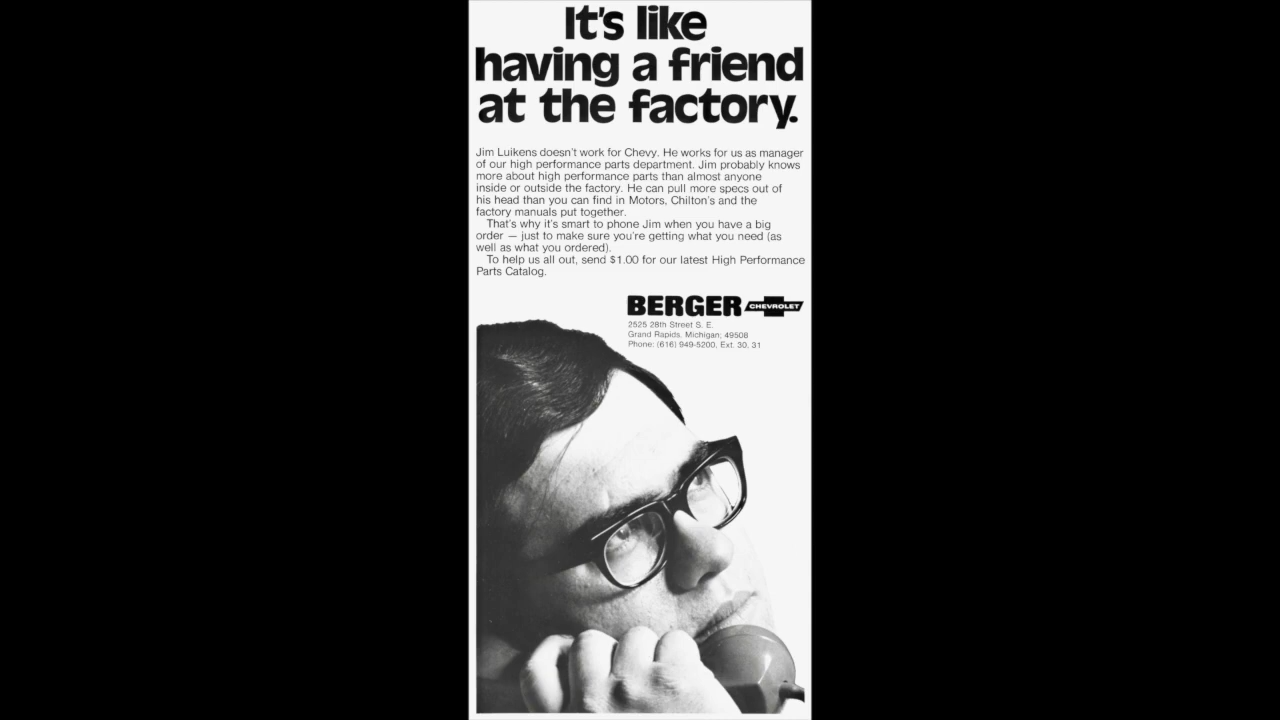 It's like
having a friend
at the factory.
Jim Luikens doesn't work for Chevy. He works for us as manager
of our high performance parts department. Jim probably knows
more about high performance parts than almost anyone
inside or outside the factory. He can pull more specs out of
his head than you can find in Motors, Chilton's and the
factory manuals put together.
That's why it's smart to phone Jim when you have a big
order — just to make sure you're getting what you need (as
well as what you ordered).
To help us all out, send $1.00 for our latest High Performance
Parts Catalog.
BERGER CHEVROLET
2525 28th Street S. E.
Grand Rapids, Michigan; 49508
Phone: (616) 949-5200, Ext. 30, 31